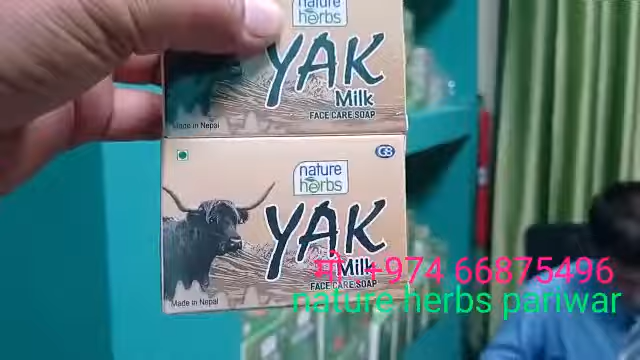 nature
herbs
YAK
Milk
FACE CARE SOAP
Made in Nepal
GB
nature
herbs
YAK
Milk
FACE CARE SOAP
Made in Nepal
+974 66875496
nature herbs pariwar